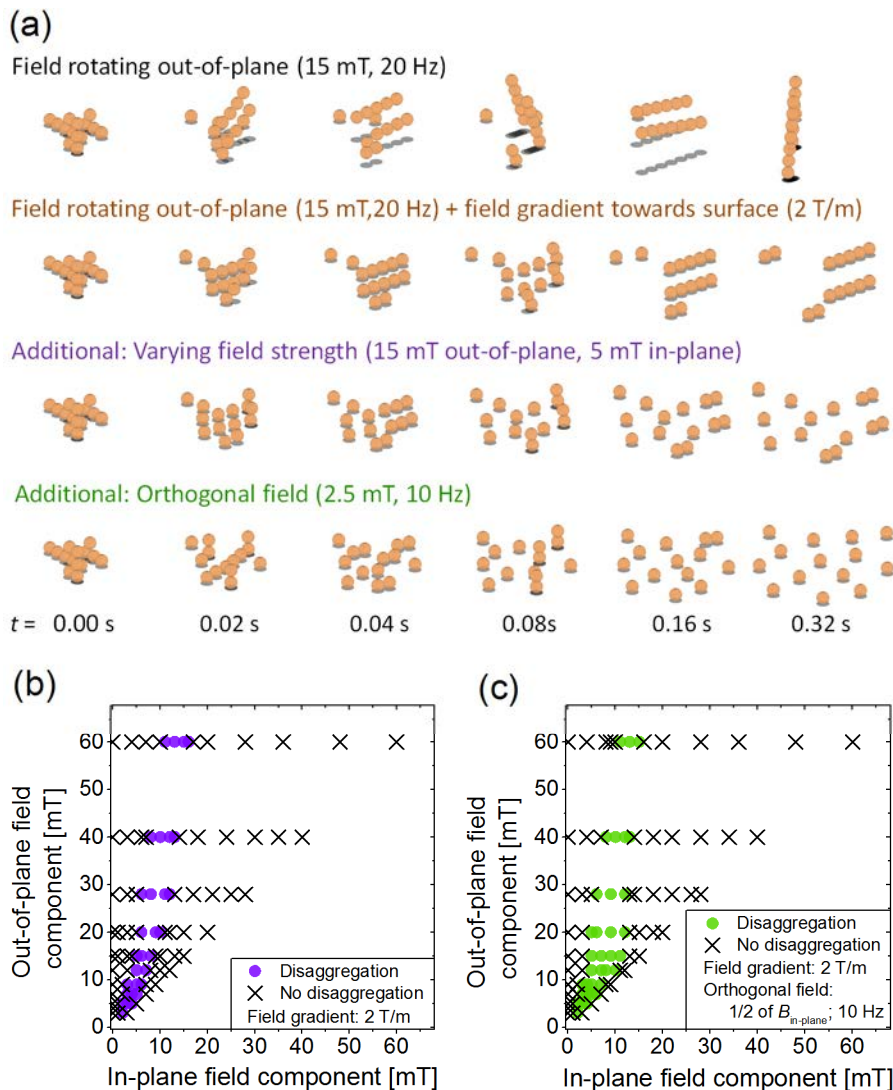 (a)
Field rotating out-of-plane (15 mT, 20 Hz)
Field rotating out-of-plane (15 mT,20 Hz) + field gradient towards surface (2 T/m)
Additional: Varying field strength (15 mT out-of-plane, 5 mT in-plane)
Additional: Orthogonal field (2.5 mT, 10 Hz)
t = 0.00 s 0.02 s 0.04 s 0.08s 0.16 s 0.32 s
(b)
Out-of-plane field
component [mT]
60
50
40
30
20
10
0
Disaggregation
No disaggregation
Field gradient: 2 T/m
0 10 20 30 40 50 60
In-plane field component [mT]
(c)
Out-of-plane field
component [mT]
60
50
40
30
20
10
0
Disaggregation
No disaggregation
Field gradient: 2 T/m
Orthogonal field:
1/2 of B in-plane; 10 Hz
0 10 20 30 40 50 60
In-plane field component [mT]